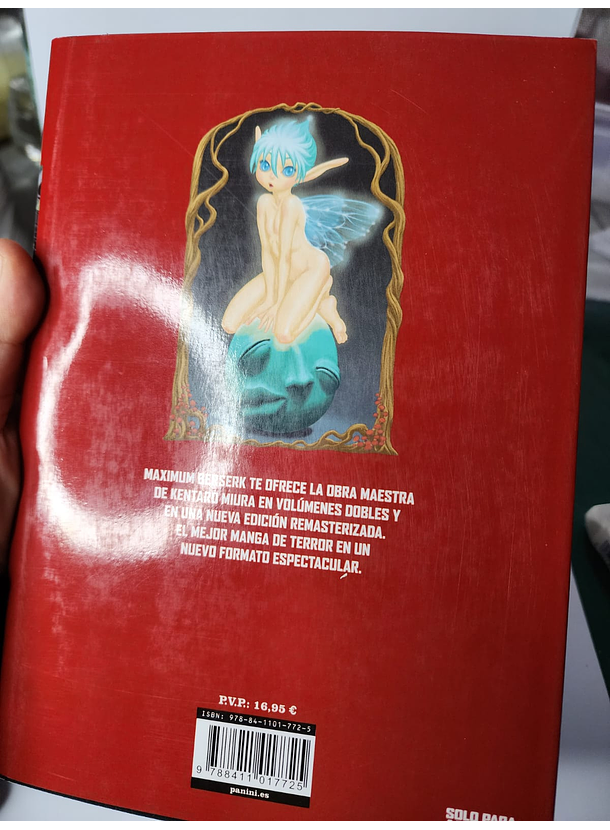 MAXIMUM BERSERK TE OFRECE LA OBRA MAESTRA
DE KENTARO MIURA EN VOLÚMENES DOBLES Y
EN UNA NUEVA EDICIÓN REMASTERIZADA.
EL MEJOR MANGA DE TERROR EN UN
NUEVO FORMATO ESPECTACULAR.
P.V.P.: 16,95 €
ISBN: 978-84-1101-772-5
9 788411 017725
panini.es
SOLO PARA